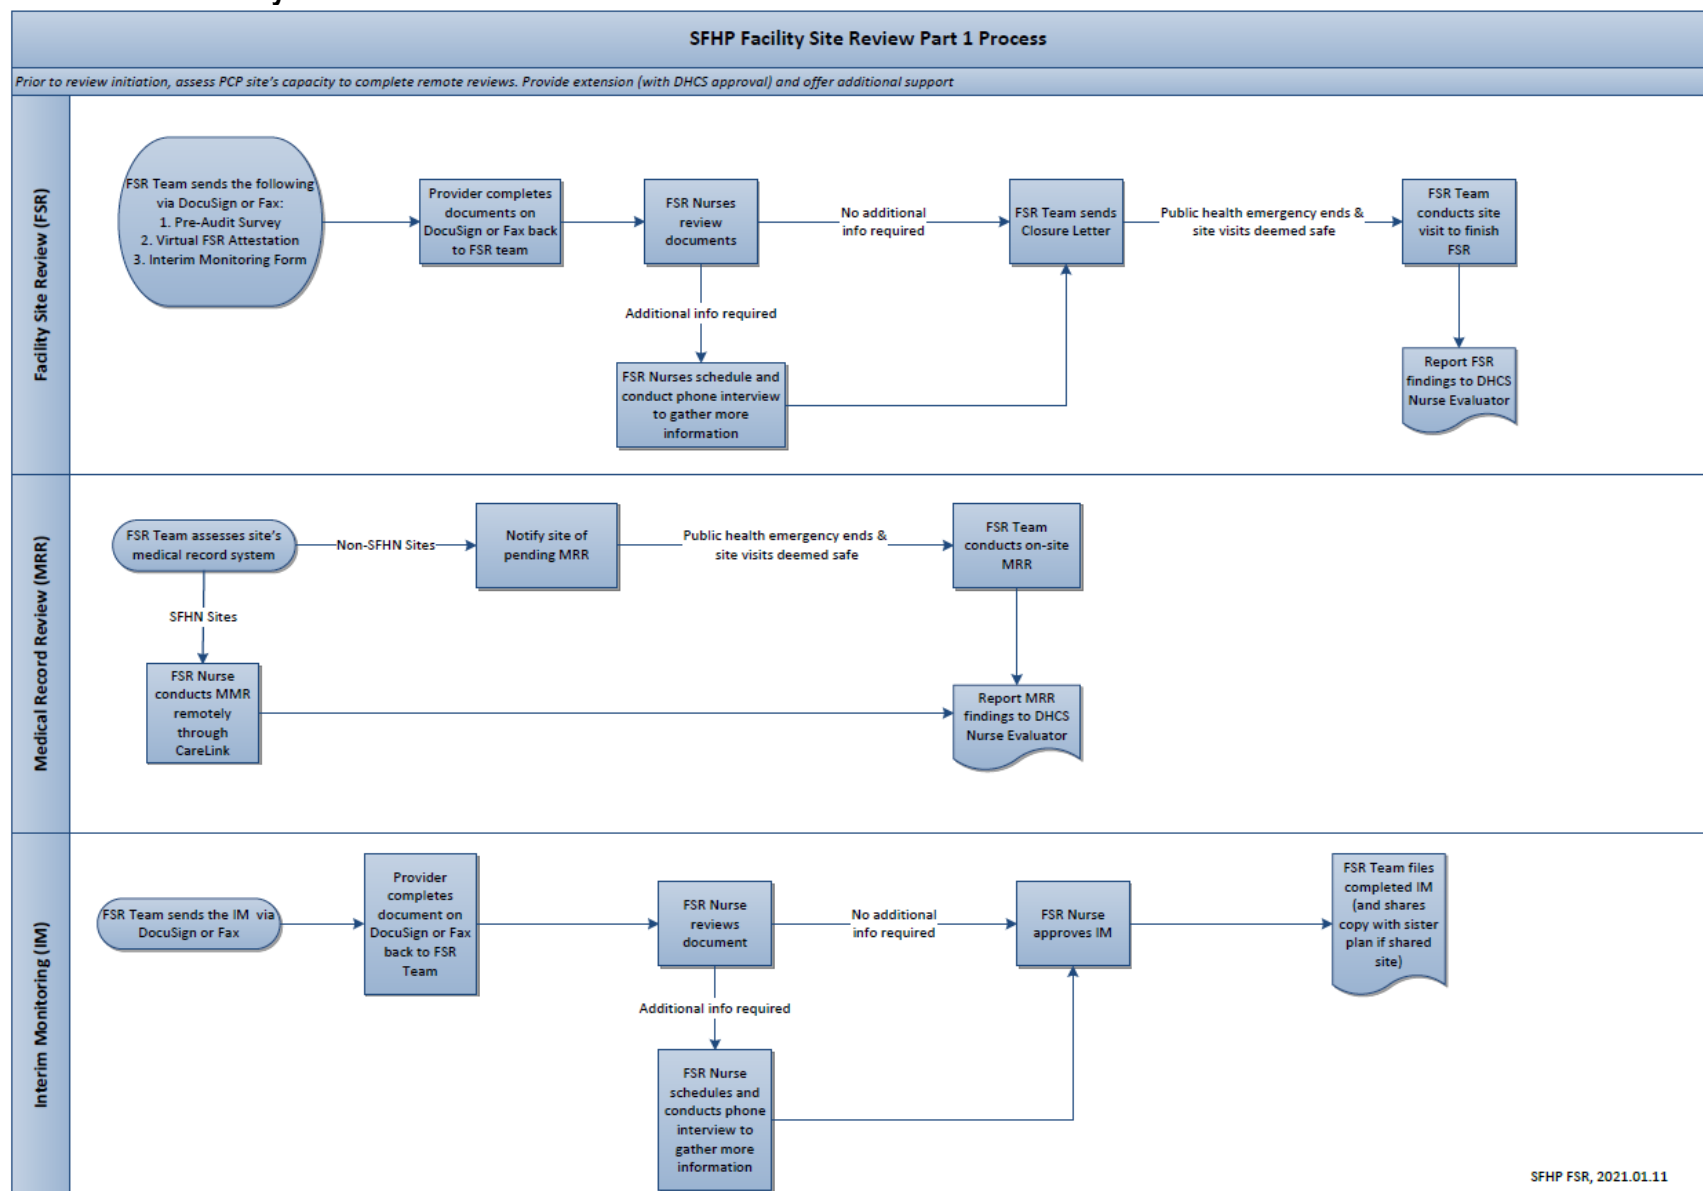 SFHP Facility Site Review Part 1 Process
Prior to review initiation, assess PCP site's capacity to complete remote reviews. Provide extension (with DHCS approval) and offer additional support
Facility Site Review (FSR)
FSR Team sends the following
via DocuSign or Fax:
1. Pre-Audit Survey
2. Virtual FSR Attestation
3. Interim Monitoring Form
Provider completes
documents on
DocuSign or Fax back
to FSR team
FSR Nurses
review
documents
No additional
info required
FSR Team sends
Closure Letter
Public health emergency ends &
site visits deemed safe
FSR Team
conducts site
visit to finish
FSR
Additional info required
FSR Nurses schedule and
conduct phone interview
to gather more
information
Report FSR
findings to DHCS
Nurse Evaluator
Medical Record Review (MRR)
FSR Team assesses site's
medical record system
Non-SFHN Sites
Notify site of
pending MRR
Public health emergency ends &
site visits deemed safe
FSR Team
conducts on-site
MRR
SFHN Sites
FSR Nurse
conducts MMR
remotely
through
CareLink
Report MRR
findings to DHCS
Nurse Evaluator
Interim Monitoring (IM)
FSR Team sends the IM via
DocuSign or Fax
Provider
completes
document on
DocuSign or Fax
back to FSR
Team
FSR Nurse
reviews
document
No additional
info required
FSR Nurse
approves IM
FSR Team files
completed IM
(and shares
copy with sister
plan if shared
site)
Additional info required
FSR Nurse
schedules and
conducts phone
interview to
gather more
information
SFHP FSR, 2021.01.11